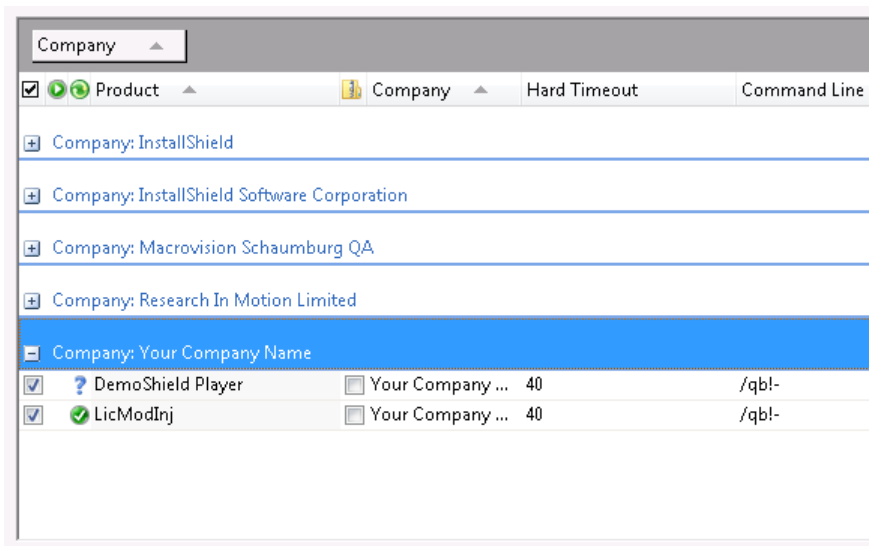 Company
Product Company Hard Timeout Command Line
Company: InstallShield
Company: InstallShield Software Corporation
Company: Macrovision Schaumburg QA
Company: Research In Motion Limited
Company: Your Company Name
DemoShield Player Your Company ... 40 /qb!-
LicModInj Your Company ... 40 /qb!-